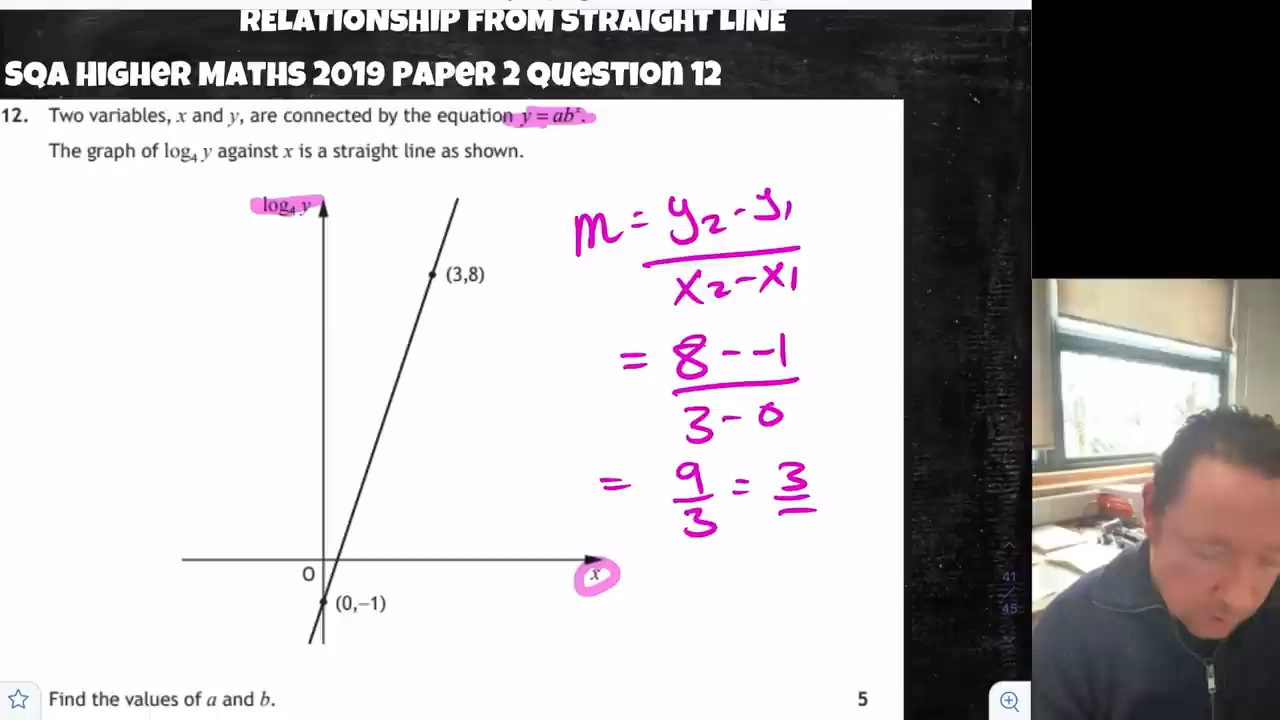 RELATIONSHIP FROM STRAIGHT LINE
SQA HIGHER MATHS 2019 PAPER 2 QUESTION 12
12. Two variables, x and y, are connected by the equation y = abˣ.
The graph of log₄ y against x is a straight line as shown.
log₄ y
(3,8)
O
x
(0,−1)
m = y₂ - y₁
x₂ - x₁
= 8 - -1
3 - 0
= 9/3 = 3
41
45
Find the values of a and b.
5